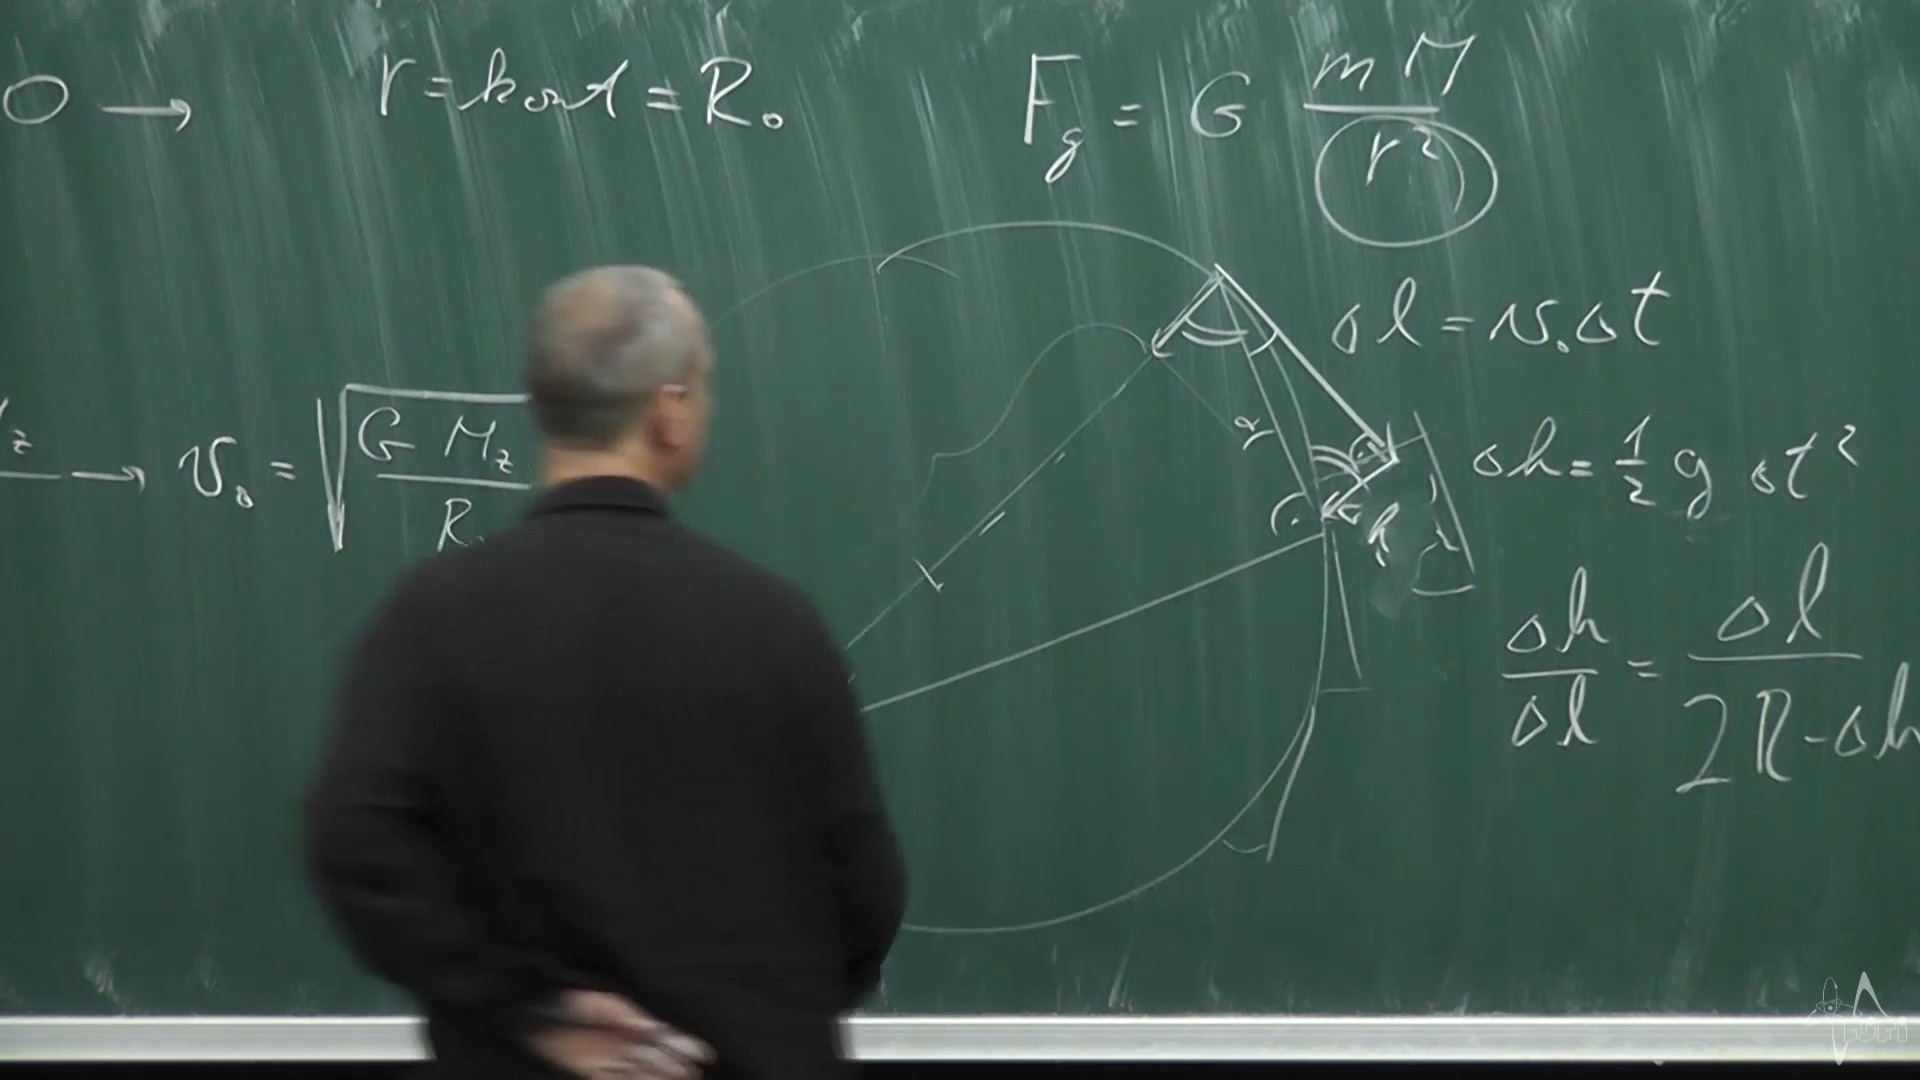 0 → r = konst = R₀
F_g = G mM/r²
Δl = v₀Δt
→ v₀ = √(G M_z/R₀)
Δh = 1/2 g Δt²
Δh/Δl = Δl/(2R-Δh